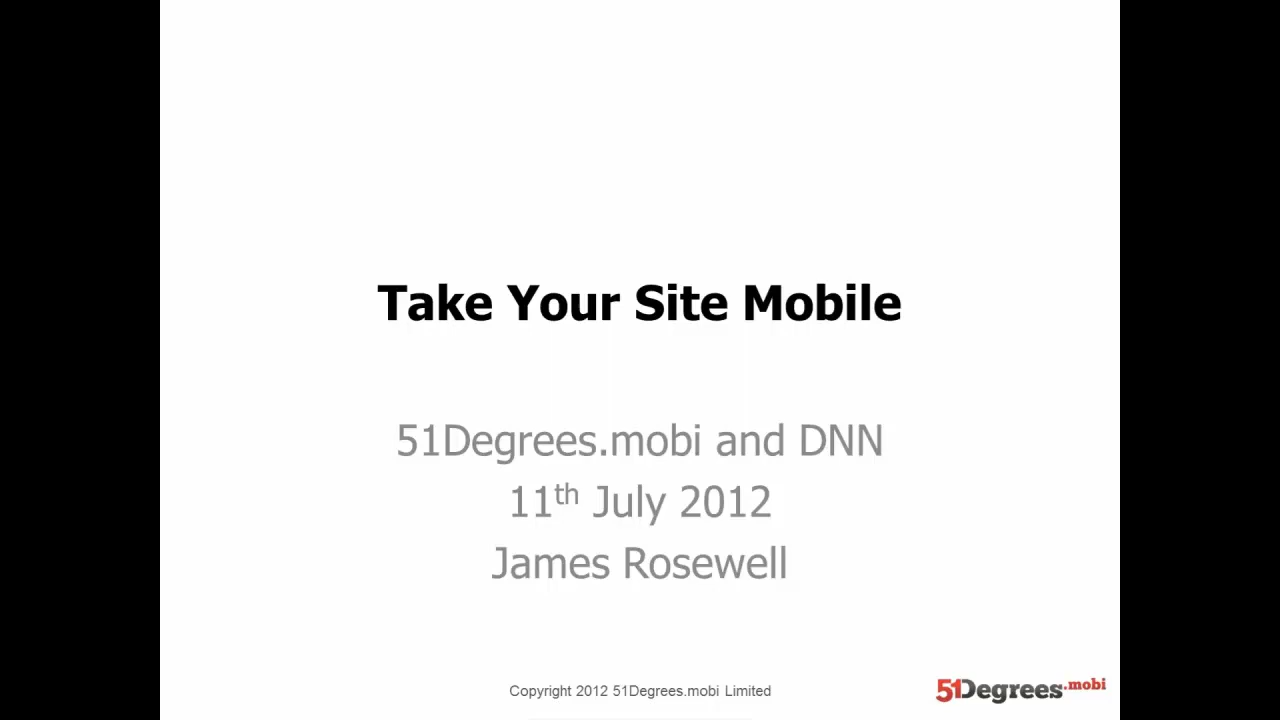 Take Your Site Mobile
51Degrees.mobi and DNN
11th July 2012
James Rosewell
Copyright 2012 51Degrees.mobi Limited
51Degrees.mobi